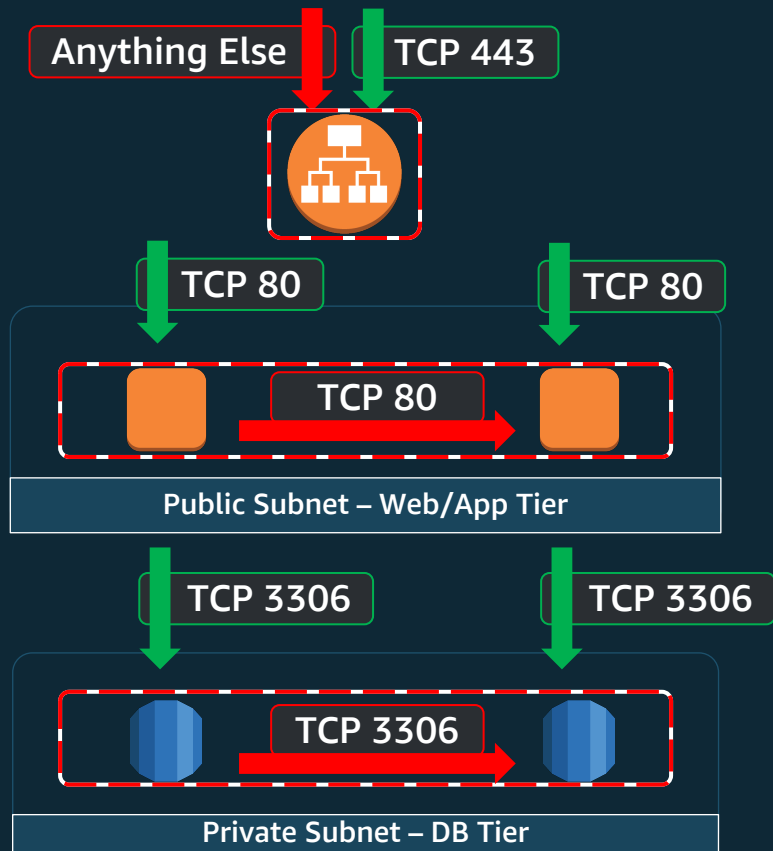 Anything Else
TCP 443
TCP 80
TCP 80
TCP 80
Public Subnet – Web/App Tier
TCP 3306
TCP 3306
TCP 3306
Private Subnet – DB Tier